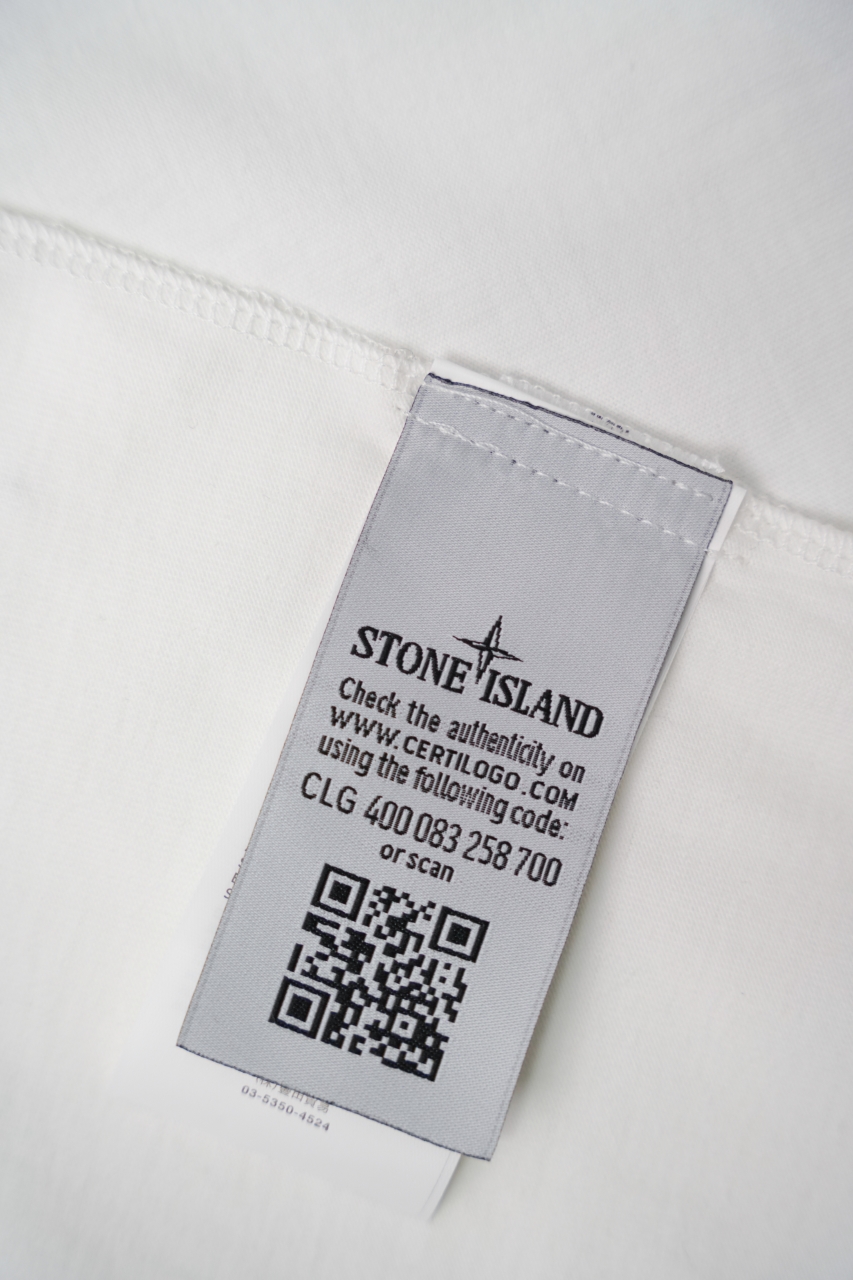 STONE ISLAND
Check the authenticity on
WWW.CERTILOGO.COM
using the following code:
CLG 400 083 258 700
or scan
03-5350-4524